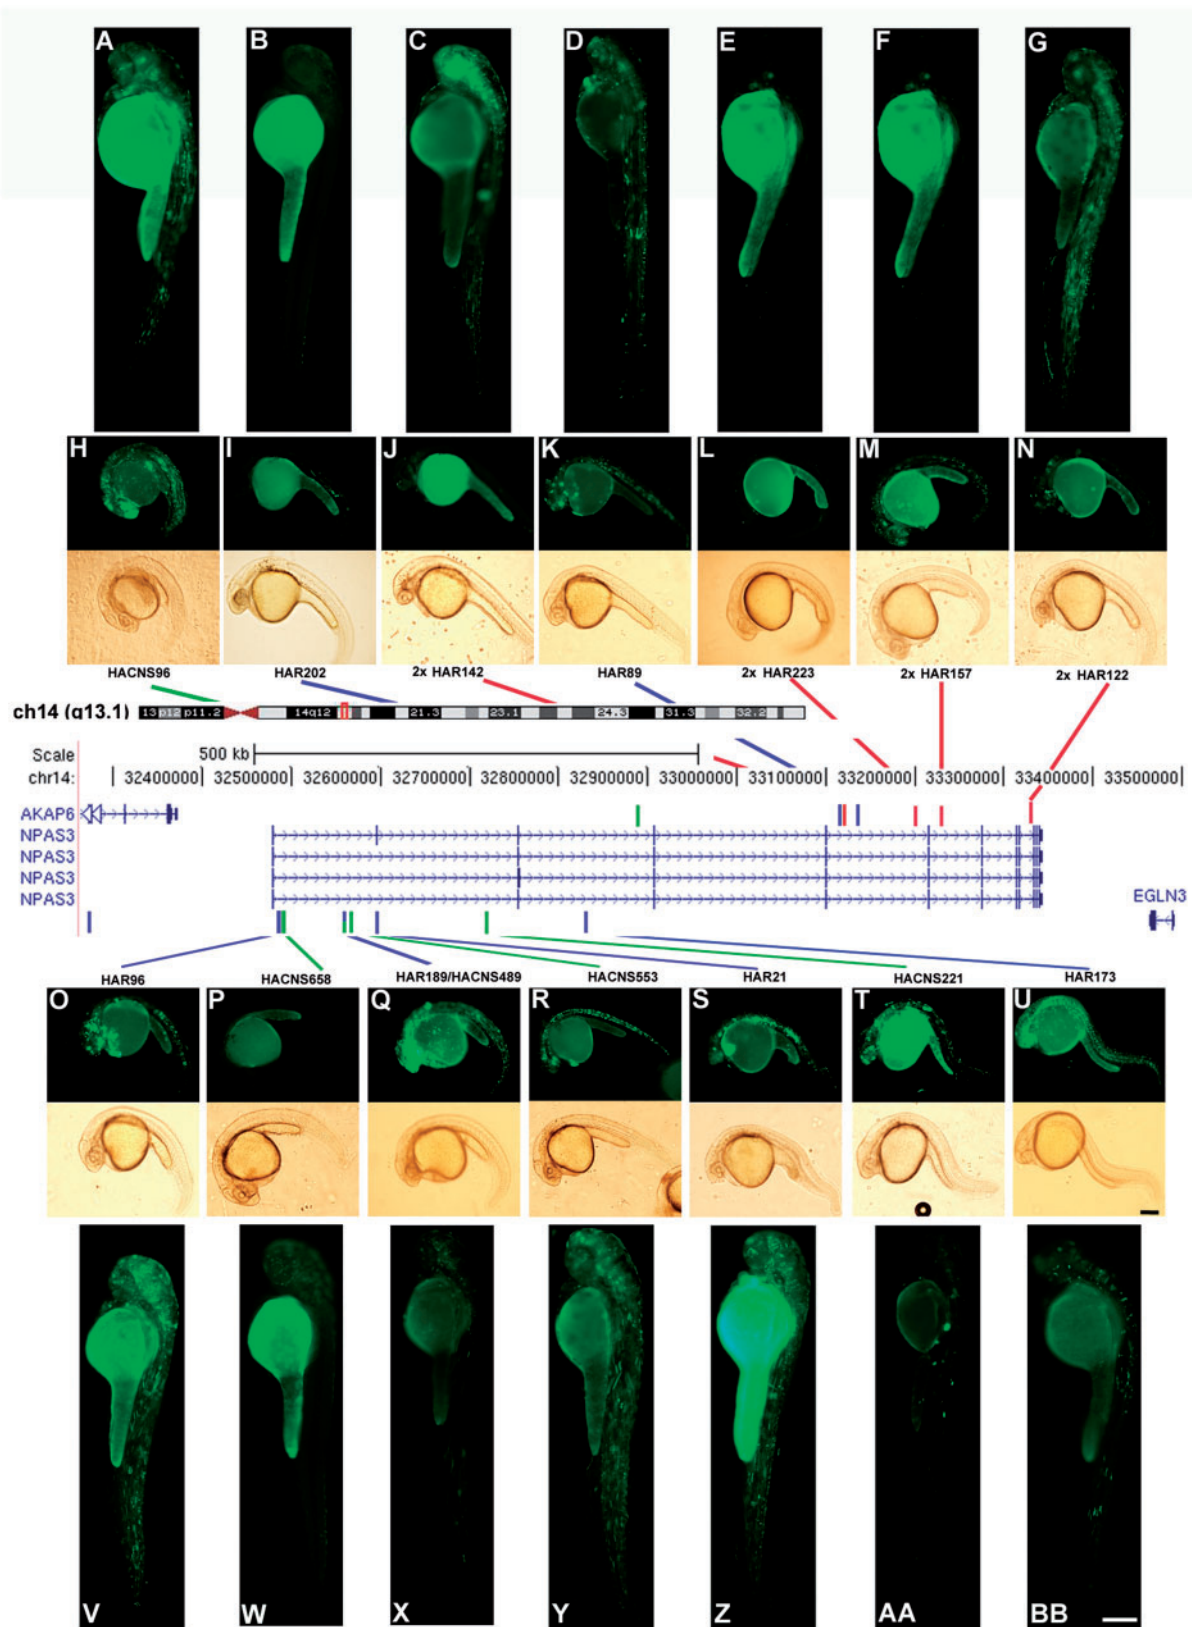 A B C D E F G
H I J K L M N
HACNS96 HAR202 2x HAR142 HAR89 2x HAR223 2x HAR157 2x HAR122
ch14 (q13.1) 13 p12 p11.2 14q12 21.3 23.1 24.3 31.3 32.2
Scale 500 kb
chr14: 32400000 32500000 32600000 32700000 32800000 32900000 33000000 33100000 33200000 33300000 33400000 33500000
AKAP6
NPAS3
NPAS3
NPAS3
NPAS3
EGLN3
HAR96 HACNS658 HAR189/HACNS489 HACNS553 HAR21 HACNS221 HAR173
O P Q R S T U
V W X Y Z AA BB